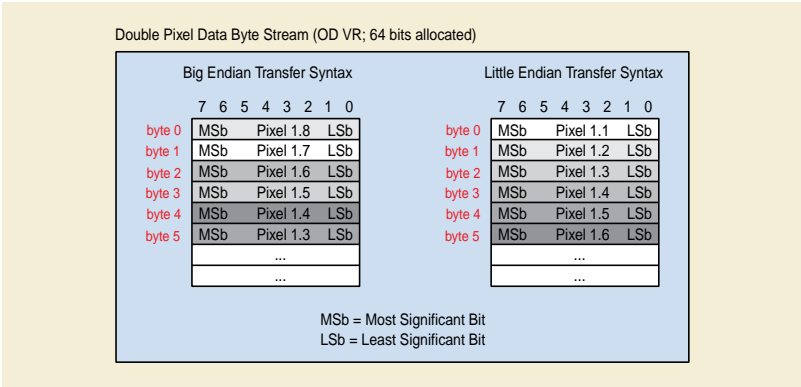 Double Pixel Data Byte Stream (OD VR; 64 bits allocated)
Big Endian Transfer Syntax
7 6 5 4 3 2 1 0
byte 0 MSb Pixel 1.8 LSb
byte 1 MSb Pixel 1.7 LSb
byte 2 MSb Pixel 1.6 LSb
byte 3 MSb Pixel 1.5 LSb
byte 4 MSb Pixel 1.4 LSb
byte 5 MSb Pixel 1.3 LSb
...
...
Little Endian Transfer Syntax
7 6 5 4 3 2 1 0
byte 0 MSb Pixel 1.1 LSb
byte 1 MSb Pixel 1.2 LSb
byte 2 MSb Pixel 1.3 LSb
byte 3 MSb Pixel 1.4 LSb
byte 4 MSb Pixel 1.5 LSb
byte 5 MSb Pixel 1.6 LSb
...
...
MSb = Most Significant Bit
LSb = Least Significant Bit